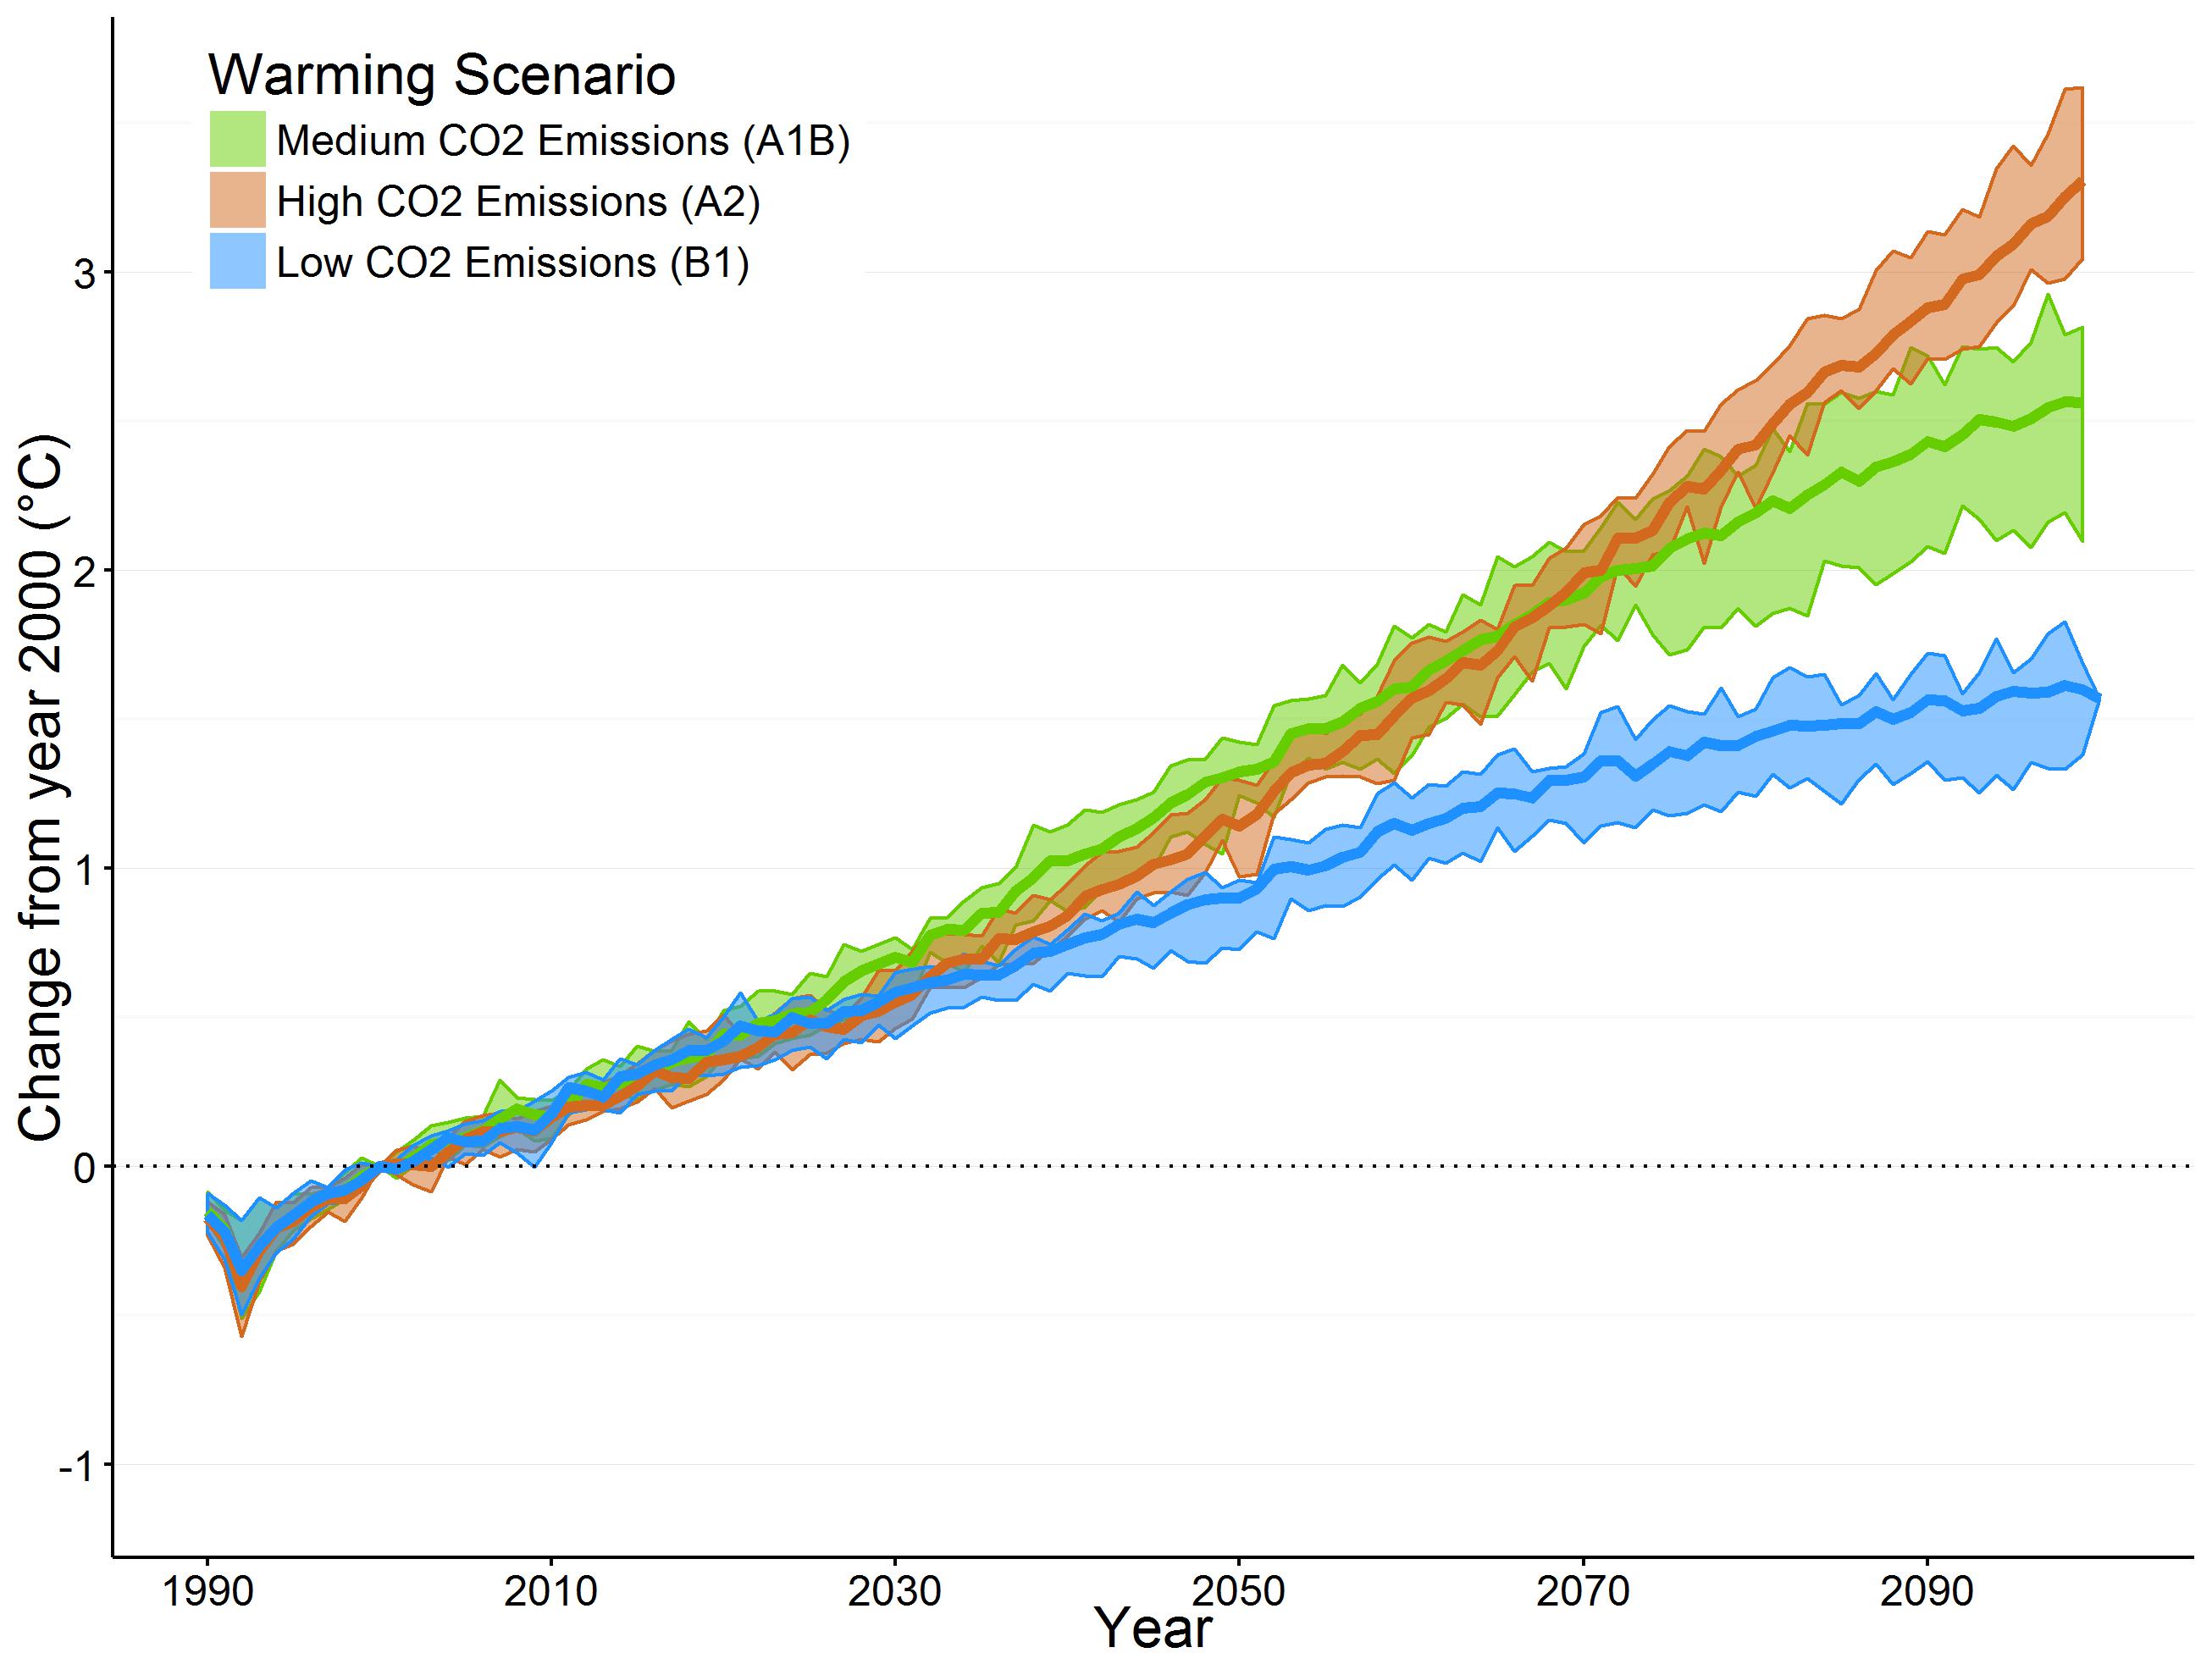 Warming Scenario
Medium CO2 Emissions (A1B)
High CO2 Emissions (A2)
Low CO2 Emissions (B1)
Change from year 2000 (°C)
3
2
1
0
-1
1990 2010 2030 2050 2070 2090
Year